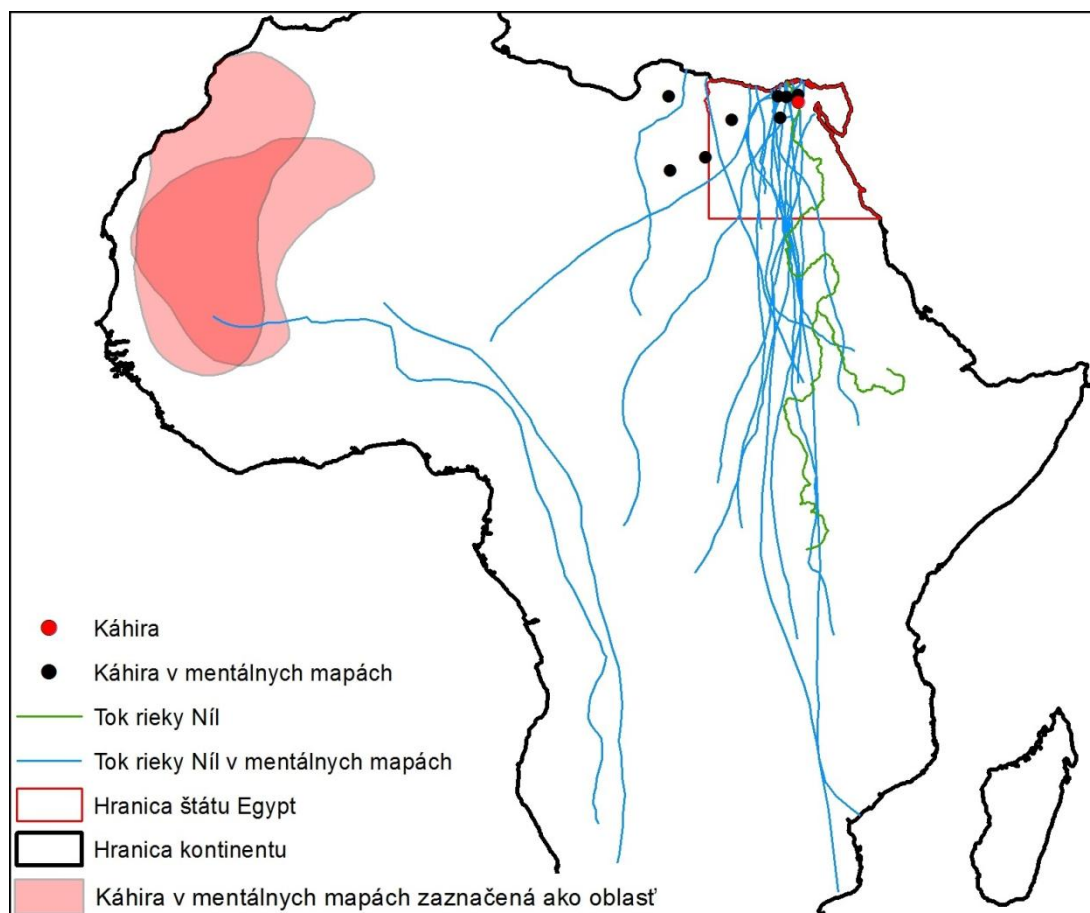 Káhira
Káhira v mentálnych mapách
Tok rieky Níl
Tok rieky Níl v mentálnych mapách
Hranica štátu Egypt
Hranica kontinentu
Káhira v mentálnych mapách zaznačená ako oblasť